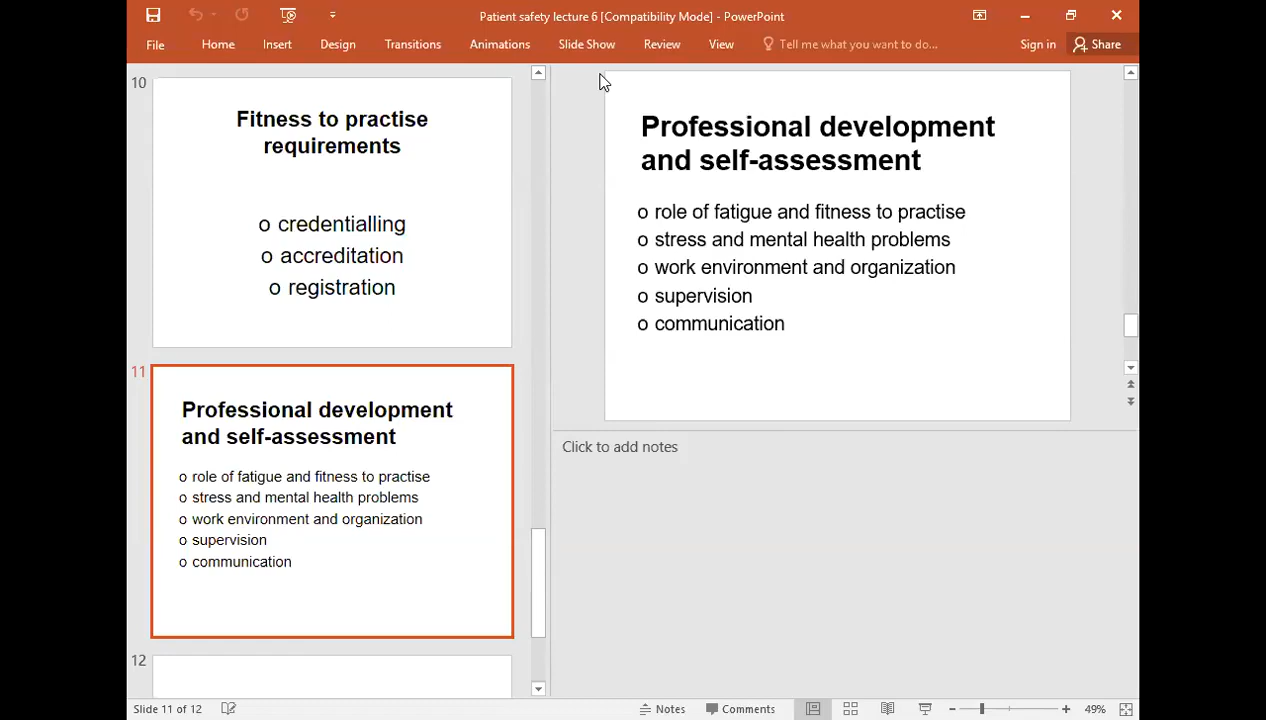 Patient safety lecture 6 [Compatibility Mode] - PowerPoint
File Home Insert Design Transitions Animations Slide Show Review View Tell me what you want to do... Sign in Share
10
Fitness to practise
requirements
o credentialling
o accreditation
o registration
11
Professional development
and self-assessment
o role of fatigue and fitness to practise
o stress and mental health problems
o work environment and organization
o supervision
o communication
12
Professional development
and self-assessment
o role of fatigue and fitness to practise
o stress and mental health problems
o work environment and organization
o supervision
o communication
Click to add notes
Slide 11 of 12 Notes Comments 49%